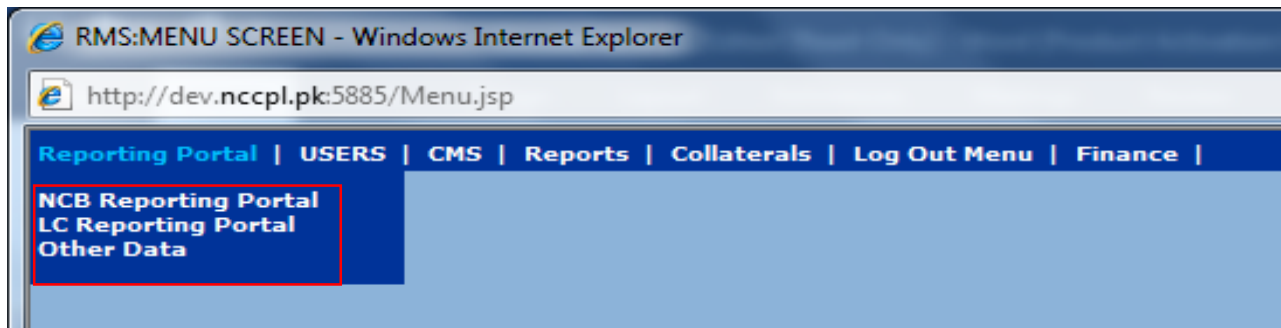 RMS:MENU SCREEN - Windows Internet Explorer
http://dev.nccpl.pk:5885/Menu.jsp
Reporting Portal | USERS | CMS | Reports | Collaterals | Log Out Menu | Finance |
NCB Reporting Portal
LC Reporting Portal
Other Data